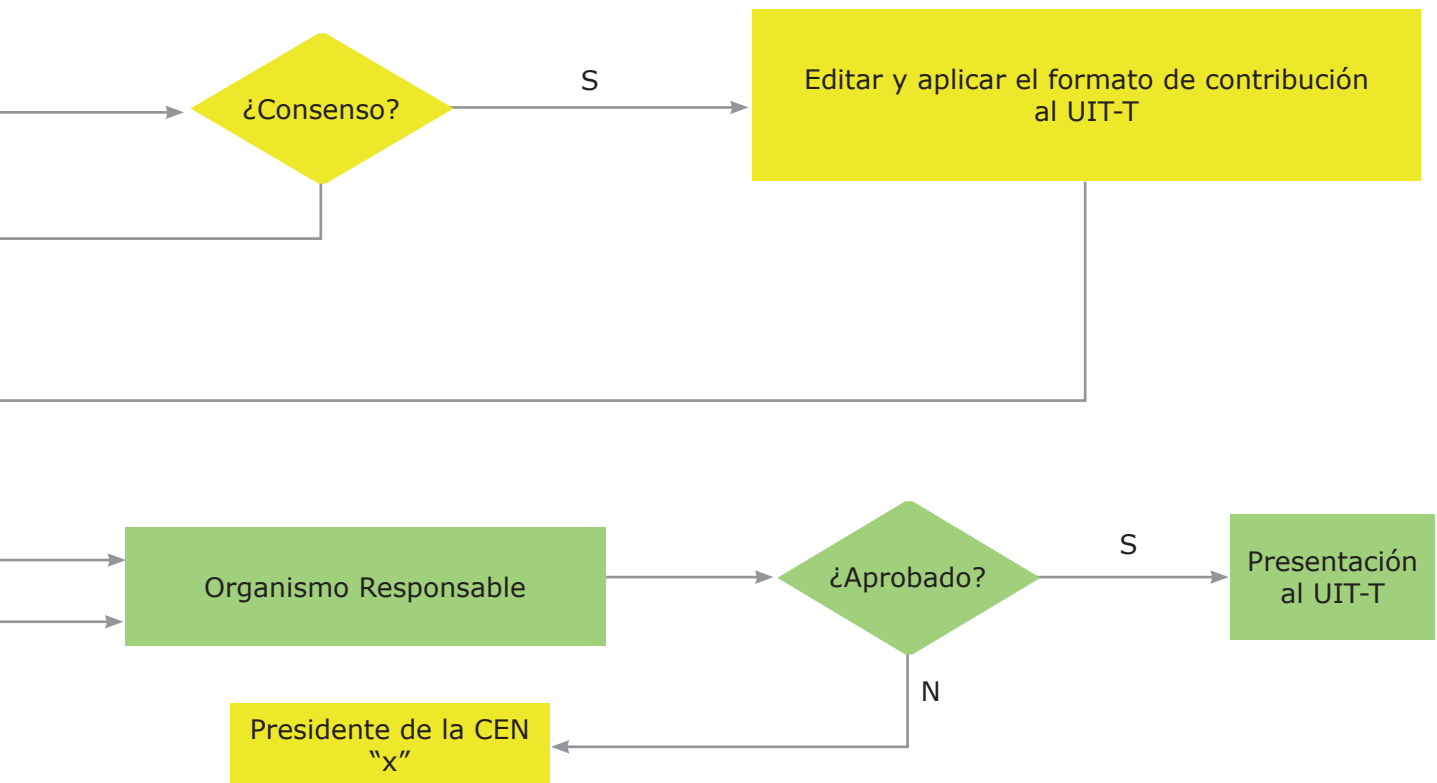 ¿Consenso?
S
Editar y aplicar el formato de contribución
al UIT-T
Organismo Responsable
¿Aprobado?
S
Presentación
al UIT-T
N
Presidente de la CEN
“x”